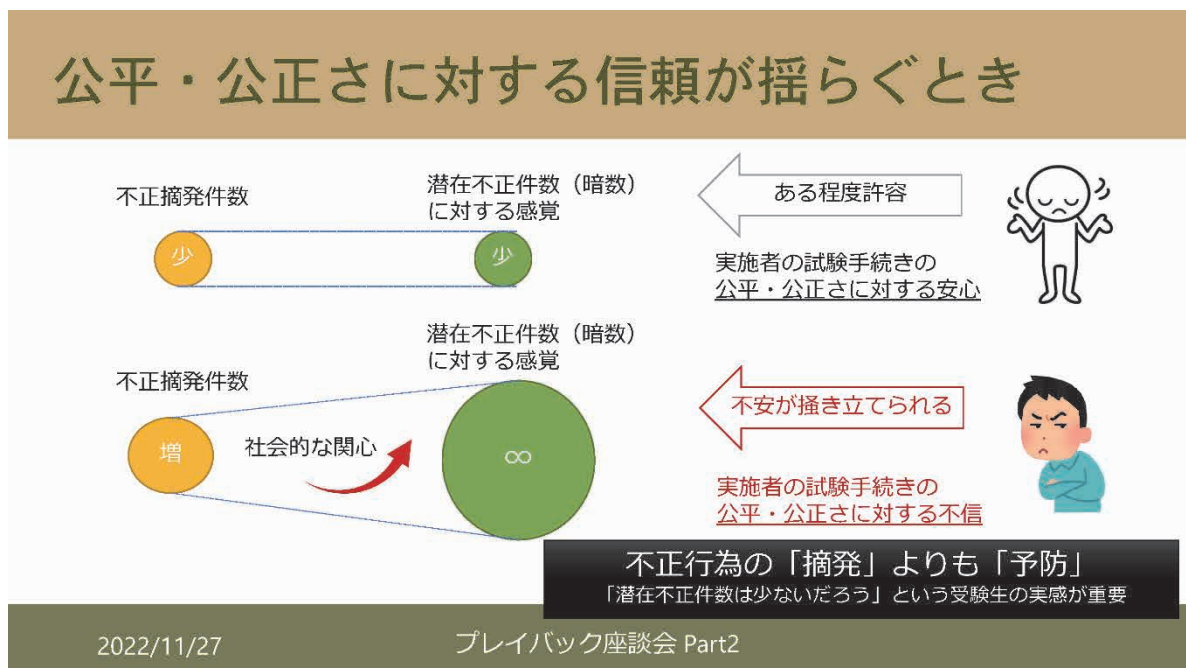 公平・公正さに対する信頼が揺らぐとき
不正摘発件数
潜在不正件数（暗数）
に対する感覚
少
少
ある程度許容
実施者の試験手続きの
公平・公正さに対する安心
不正摘発件数
潜在不正件数（暗数）
に対する感覚
増
社会的な関心
∞
不安が掻き立てられる
実施者の試験手続きの
公平・公正さに対する不信
不正行為の「摘発」よりも「予防」
「潜在不正件数は少ないだろう」という受験生の実感が重要
2022/11/27
プレイバック座談会 Part2